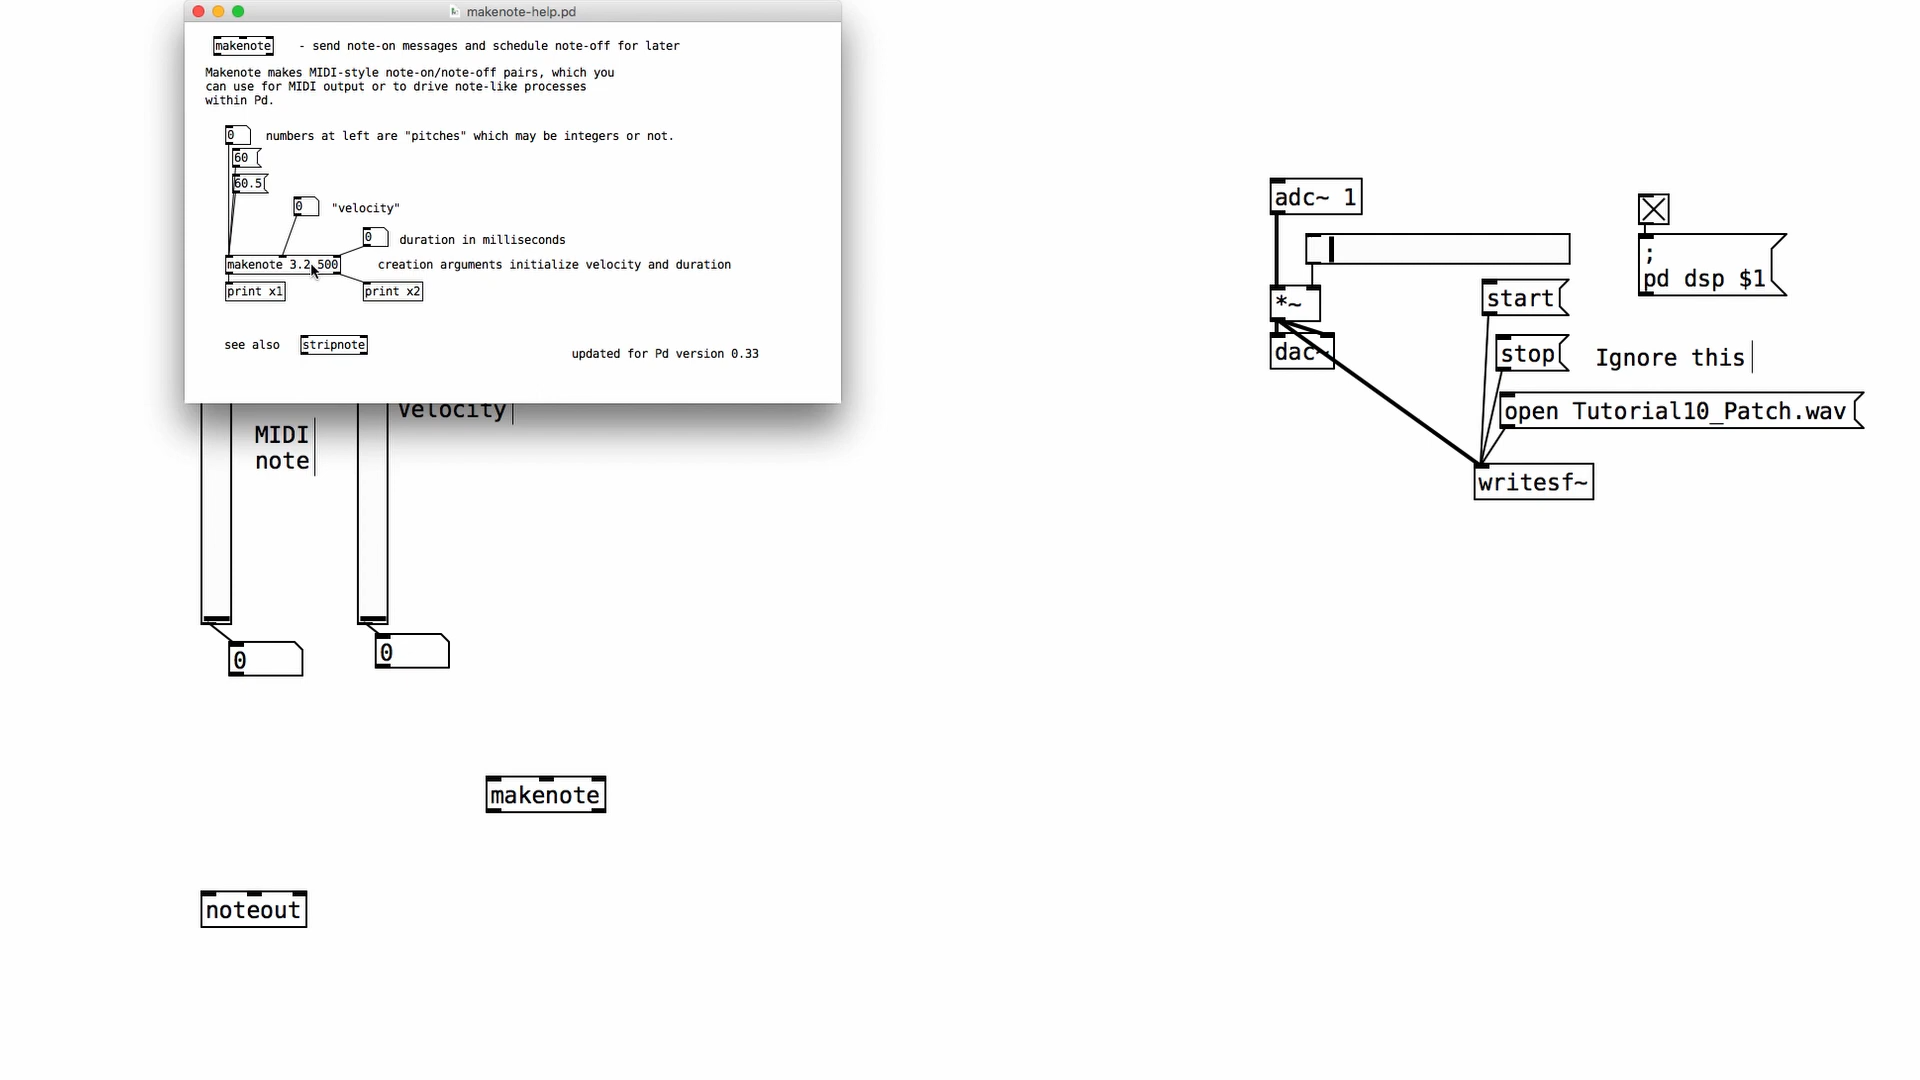 makenote-help.pd
makenote - send note-on messages and schedule note-off for later
Makenote makes MIDI-style note-on/note-off pairs, which you
can use for MIDI output or to drive note-like processes
within Pd.
0 numbers at left are "pitches" which may be integers or not.
60
60.5
0 "velocity"
0 duration in milliseconds
makenote 3.2 500 creation arguments initialize velocity and duration
print x1 print x2
see also stripnote
updated for Pd version 0.33
MIDI
note
Velocity
0
0
makenote
noteout
adc~ 1
*~
dac~
start
stop
Ignore this
open Tutorial10_Patch.wav
writesf~
;
pd dsp $1